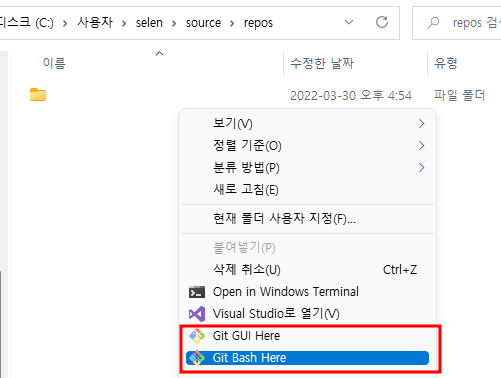 디스크 (C:) 사용자 selen source repos repos 검색
이름 수정한 날짜 유형
2022-03-30 오후 4:54 파일 폴더
보기(V)
정렬 기준(O)
분류 방법(P)
새로 고침(E)
현재 폴더 사용자 지정(F)...
붙여넣기(P)
삭제 취소(U) Ctrl+Z
Open in Windows Terminal
Visual Studio로 열기(V)
Git GUI Here
Git Bash Here